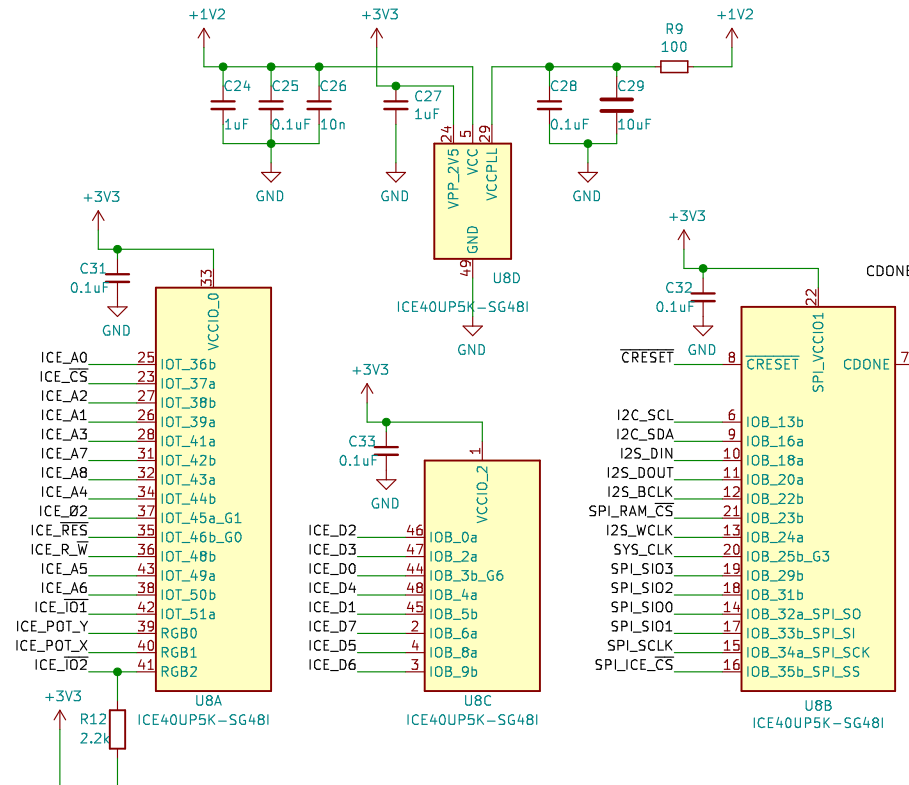 +1V2
+3V3
+1V2
R9
100
C24
1uF
C25
0.1uF
C26
10n
C27
1uF
C28
0.1uF
C29
10uF
24
5
29
VPP_2V5
VCC
VCCPLL
GND
GND
GND
GND
49
U8D
ICE40UP5K-SG48I
GND
+3V3
C31
0.1uF
GND
33
VCCIO_0
ICE_A0 25 IOT_36b
ICE_CS 23 IOT_37a
ICE_A2 27 IOT_38b
ICE_A1 26 IOT_39a
ICE_A3 28 IOT_41a
ICE_A7 31 IOT_42b
ICE_A8 32 IOT_43a
ICE_A4 34 IOT_44b
ICE_Ø2 37 IOT_45a_G1
ICE_RES 35 IOT_46b_G0
ICE_R_W 36 IOT_48b
ICE_A5 43 IOT_49a
ICE_A6 38 IOT_50b
ICE_IO1 42 IOT_51a
ICE_POT_Y 39 RGB0
ICE_POT_X 40 RGB1
ICE_IO2 41 RGB2
U8A
ICE40UP5K-SG48I
+3V3
R12
2.2k
+3V3
C33
0.1uF
GND
1
VCCIO_2
ICE_D2 46 IOB_0a
ICE_D3 47 IOB_2a
ICE_D0 44 IOB_3b_G6
ICE_D4 48 IOB_4a
ICE_D1 45 IOB_5b
ICE_D7 2 IOB_6a
ICE_D5 4 IOB_8a
ICE_D6 3 IOB_9b
U8C
ICE40UP5K-SG48I
+3V3
C32
0.1uF
GND
22
SPI_VCCIO1
CDONE
CRESET 8 CRESET
CDONE 7
I2C_SCL 6 IOB_13b
I2C_SDA 9 IOB_16a
I2S_DIN 10 IOB_18a
I2S_DOUT 11 IOB_20a
I2S_BCLK 12 IOB_22b
SPI_RAM_CS 21 IOB_23b
I2S_WCLK 13 IOB_24a
SYS_CLK 20 IOB_25b_G3
SPI_SIO3 19 IOB_29b
SPI_SIO2 18 IOB_31b
SPI_SIO0 14 IOB_32a_SPI_SO
SPI_SIO1 17 IOB_33b_SPI_SI
SPI_SCLK 15 IOB_34a_SPI_SCK
SPI_ICE_CS 16 IOB_35b_SPI_SS
U8B
ICE40UP5K-SG48I